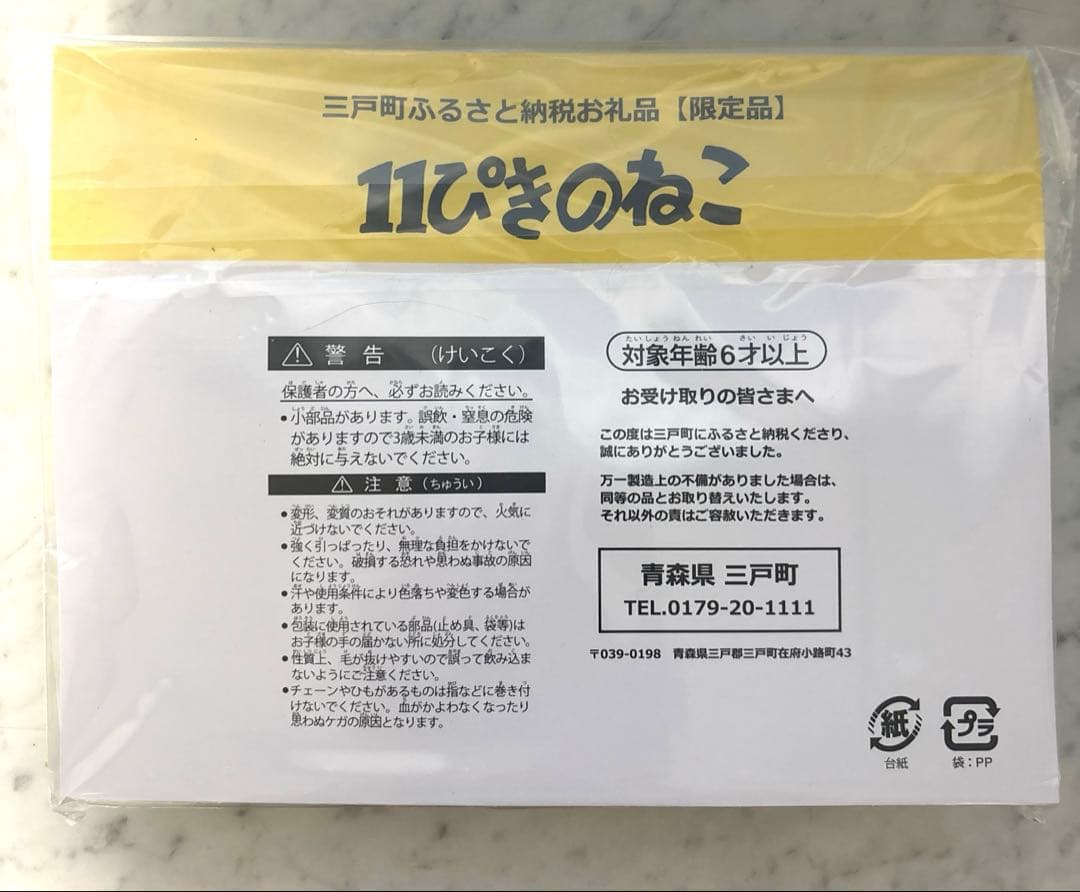 三戸町ふるさと納税お礼品【限定品】
11ぴきのねこ
警告 (けいこく)
保護者の方へ、必ずお読みください。
•小部品があります。誤飲・窒息の危険
がありますので3歳未満のお子様には
絶対に与えないでください。
注意(ちゅうい)
•変形、変質のおそれがありますので、火気に
近づけないでください。
•強く引っぱったり、無理な負担をかけないで
ください。破損する恐れや思わぬ事故の原因
になります。
•汗や使用条件により色落ちや変色する場合が
あります。
•包装に使用されている部品(止め具、袋等)は
お子様の手の届かない所に処分してください。
•性質上、毛が抜けやすいので誤って飲み込ま
ないようにご注意ください。
•チェーンやひもがあるものは指などに巻き付
けないでください。血がかよわなくなったり
思わぬケガの原因となります。
たいしょうねんれい さいいじょう
対象年齢6才以上
お受け取りの皆さまへ
この度は三戸町にふるさと納税くださり、
誠にありがとうございました。
万一製造上の不備がありました場合は、
同等の品とお取り替えいたします。
それ以外の責はご容赦いただきます。
青森県 三戸町
TEL.0179-20-1111
〒039-0198 青森県三戸郡三戸町在府小路町43
紙
台紙
プラ
袋:PP